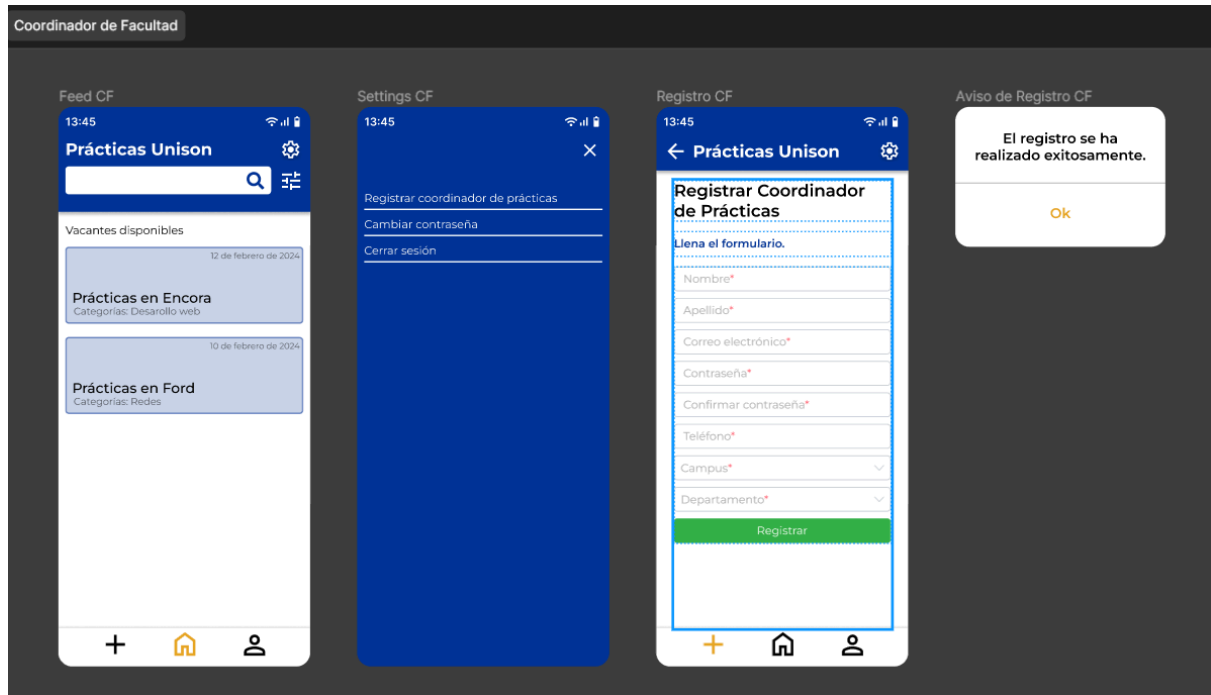 Coordinador de Facultad
Feed CF
13:45
Prácticas Unison
Vacantes disponibles
12 de febrero de 2024
Prácticas en Encora
Categorías: Desarollo web
10 de febrero de 2024
Prácticas en Ford
Categorías: Redes
Settings CF
13:45
Registrar coordinador de prácticas
Cambiar contraseña
Cerrar sesión
Registro CF
13:45
Prácticas Unison
Registrar Coordinador
de Prácticas
Llena el formulario.
Nombre*
Apellido*
Correo electrónico*
Contraseña*
Confirmar contraseña*
Teléfono*
Campus*
Departamento*
Registrar
Aviso de Registro CF
El registro se ha
realizado exitosamente.
Ok